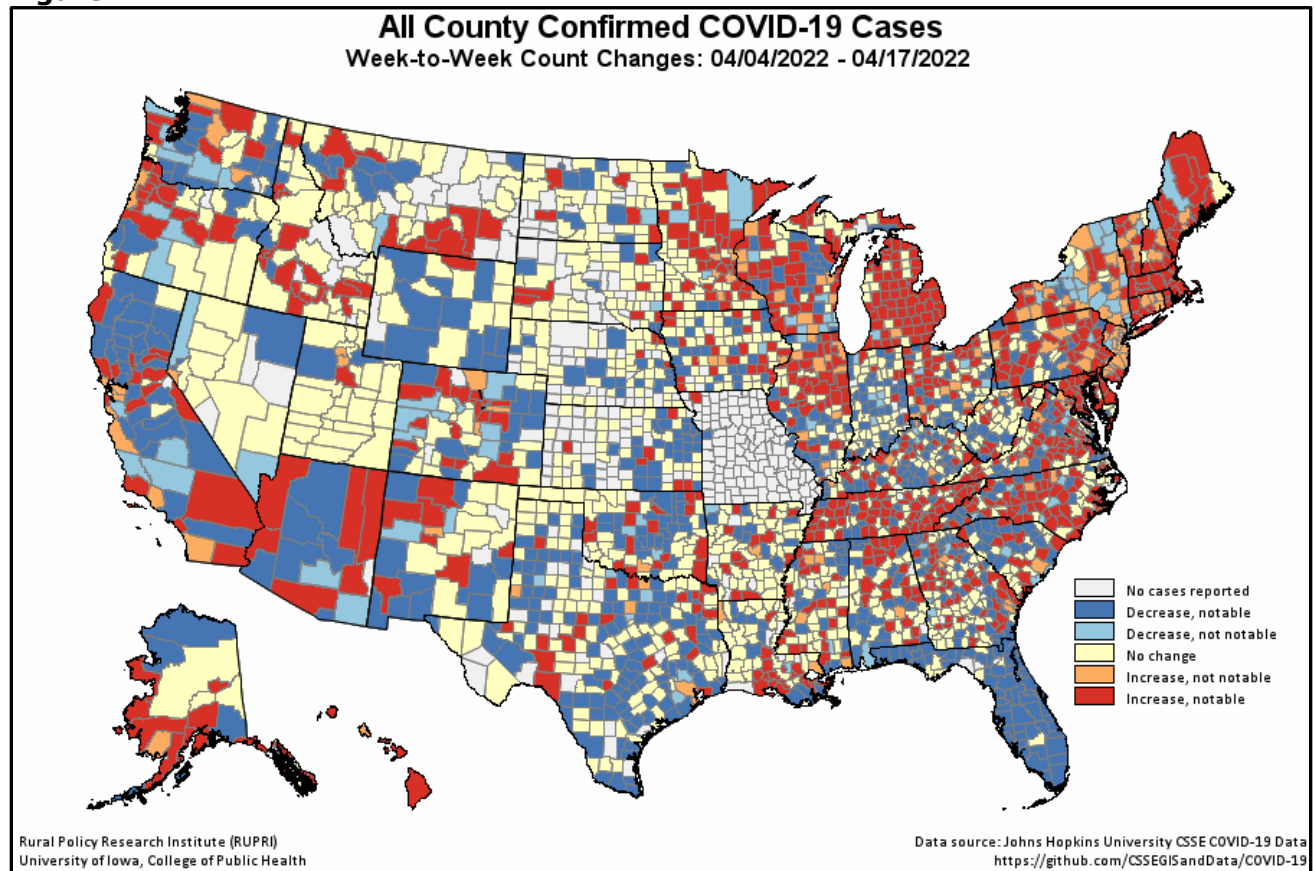 All County Confirmed COVID-19 Cases
Week-to-Week Count Changes: 04/04/2022 - 04/17/2022
No cases reported
Decrease, notable
Decrease, not notable
No change
Increase, not notable
Increase, notable
Rural Policy Research Institute (RUPRI)
University of Iowa, College of Public Health
Data source: Johns Hopkins University CSSE COVID-19 Data
https://github.com/CSSEGISandData/COVID-19